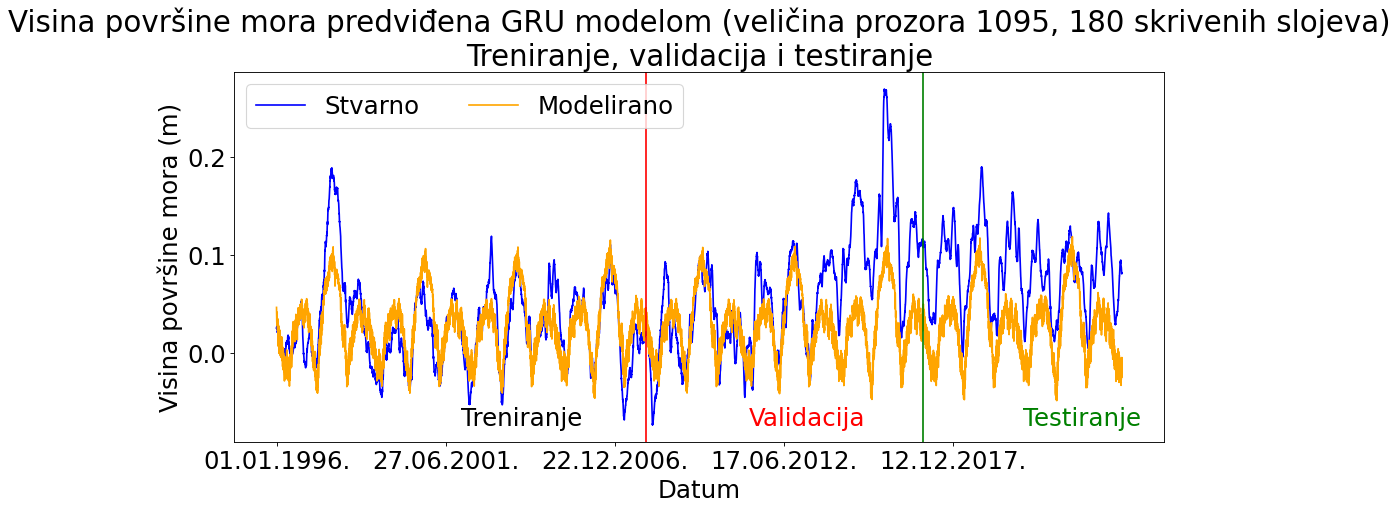 Visina površine mora predviđena GRU modelom (veličina prozora 1095, 180 skrivenih slojeva)
Treniranje, validacija i testiranje
Stvarno
Modelirano
Visina površine mora (m)
0.2
0.1
0.0
Treniranje
Validacija
Testiranje
01.01.1996.
27.06.2001.
22.12.2006.
17.06.2012.
12.12.2017.
Datum